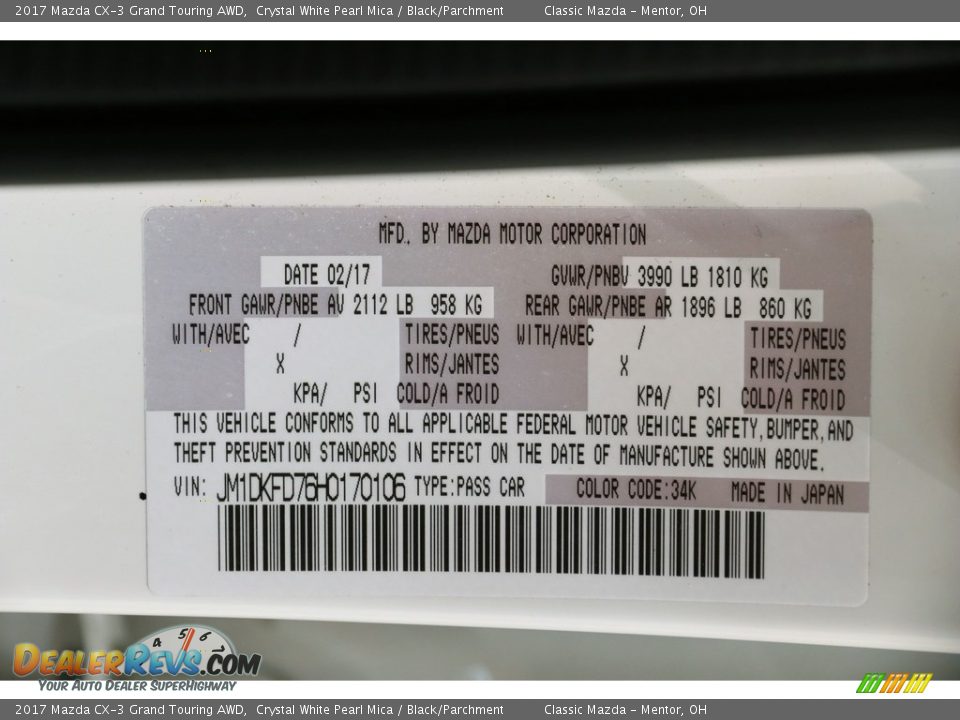 2017 Mazda CX-3 Grand Touring AWD, Crystal White Pearl Mica / Black/Parchment Classic Mazda - Mentor, OH
MFD. BY MAZDA MOTOR CORPORATION
DATE 02/17 GVWR/PNBV 3990 LB 1810 KG
FRONT GAWR/PNBE AV 2112 LB 958 KG REAR GAWR/PNBE AR 1896 LB 860 KG
WITH/AVEC / TIRES/PNEUS WITH/AVEC / TIRES/PNEUS
X RIMS/JANTES X RIMS/JANTES
KPA/ PSI COLD/A FROID KPA/ PSI COLD/A FROID
THIS VEHICLE CONFORMS TO ALL APPLICABLE FEDERAL MOTOR VEHICLE SAFETY, BUMPER, AND
THEFT PREVENTION STANDARDS IN EFFECT ON THE DATE OF MANUFACTURE SHOWN ABOVE.
VIN: JM1DKFD76H0170106 TYPE:PASS CAR COLOR CODE:34K MADE IN JAPAN
4 5 6
DEALERREVS.COM
YOUR AUTO DEALER SUPERHIGHWAY
2017 Mazda CX-3 Grand Touring AWD, Crystal White Pearl Mica / Black/Parchment Classic Mazda - Mentor, OH